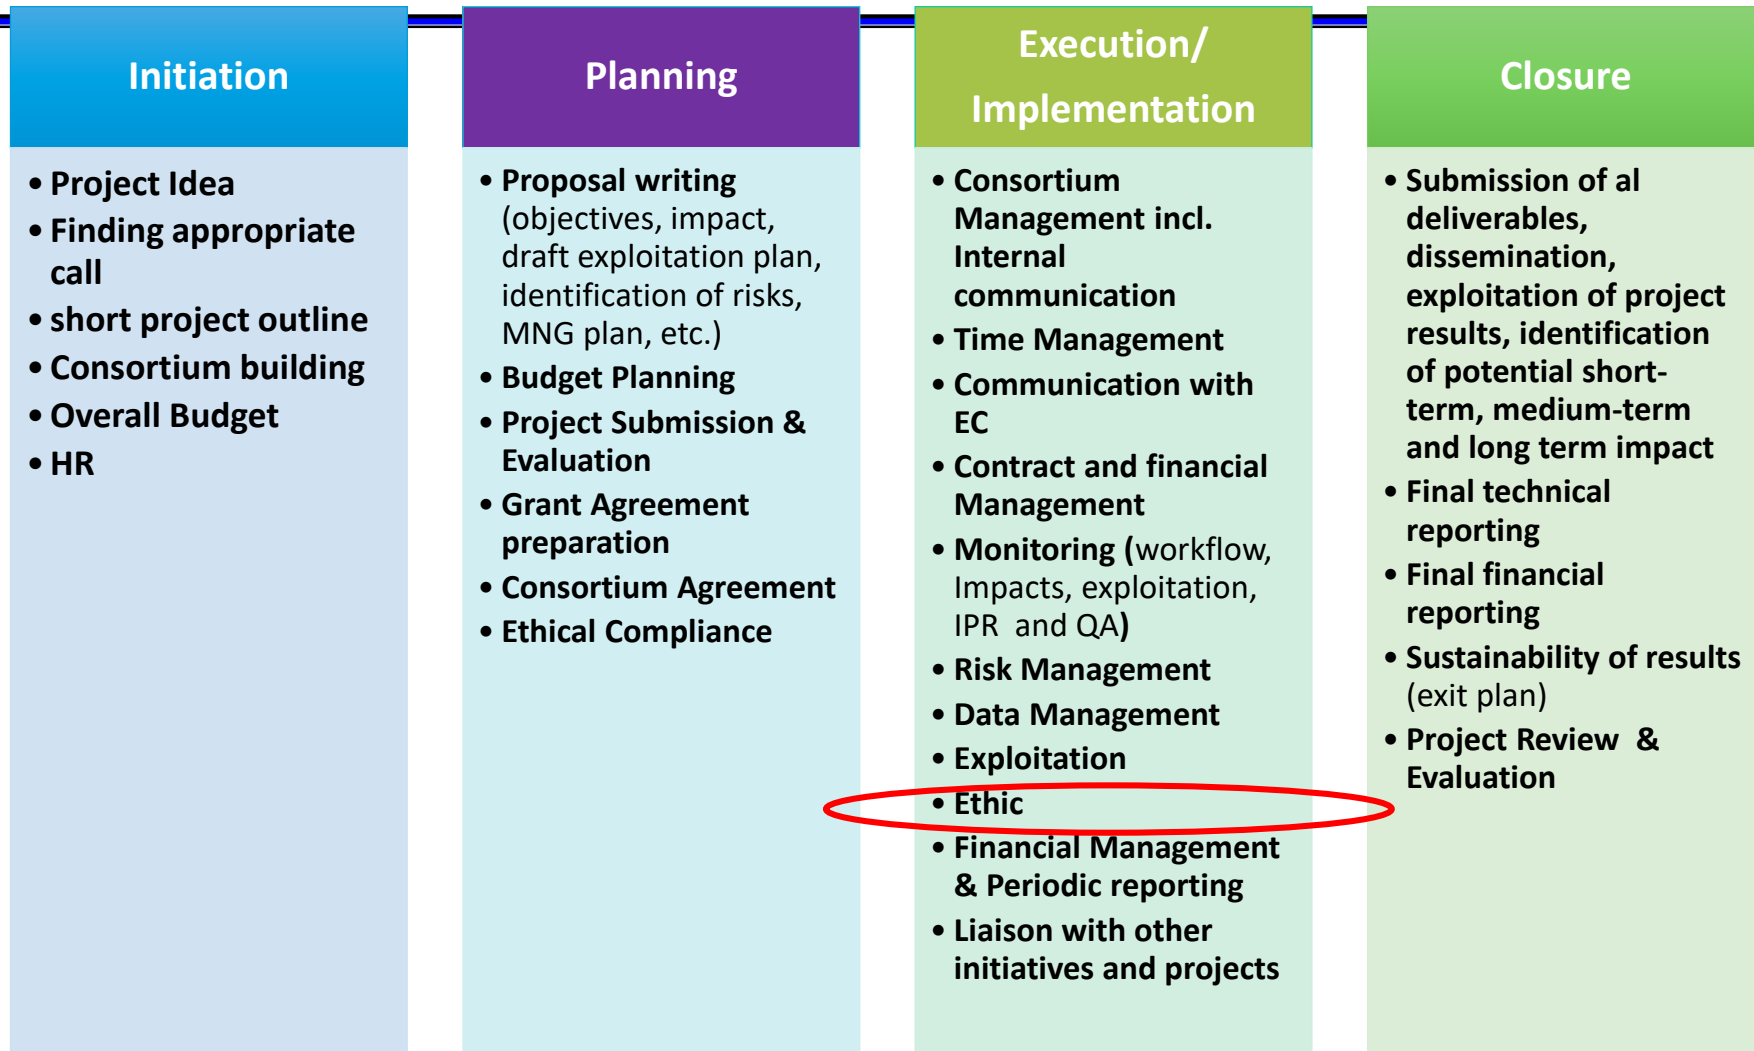 Initiation
• Project Idea
• Finding appropriate
call
• short project outline
• Consortium building
• Overall Budget
• HR
Planning
• Proposal writing
(objectives, impact,
draft exploitation plan,
identification of risks,
MNG plan, etc.)
• Budget Planning
• Project Submission &
Evaluation
• Grant Agreement
preparation
• Consortium Agreement
• Ethical Compliance
Execution/
Implementation
• Consortium
Management incl.
Internal
communication
• Time Management
• Communication with
EC
• Contract and financial
Management
• Monitoring (workflow,
Impacts, exploitation,
IPR and QA)
• Risk Management
• Data Management
• Exploitation
• Ethic
• Financial Management
& Periodic reporting
• Liaison with other
initiatives and projects
Closure
• Submission of al
deliverables,
dissemination,
exploitation of project
results, identification
of potential short-
term, medium-term
and long term impact
• Final technical
reporting
• Final financial
reporting
• Sustainability of results
(exit plan)
• Project Review &
Evaluation